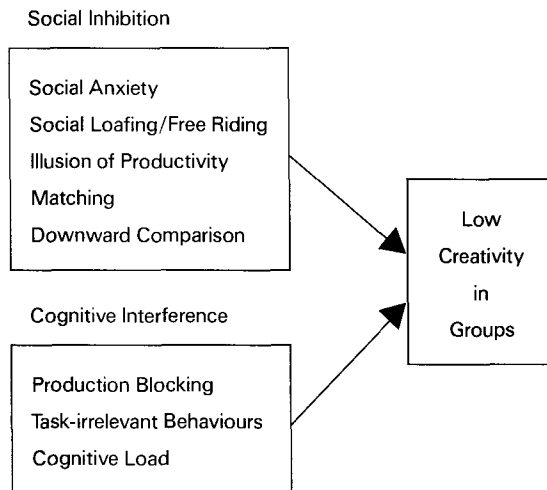 Social Inhibition
Social Anxiety
Social Loafing/Free Riding
Illusion of Productivity
Matching
Downward Comparison
Cognitive Interference
Production Blocking
Task-irrelevant Behaviours
Cognitive Load
Low
Creativity
in
Groups